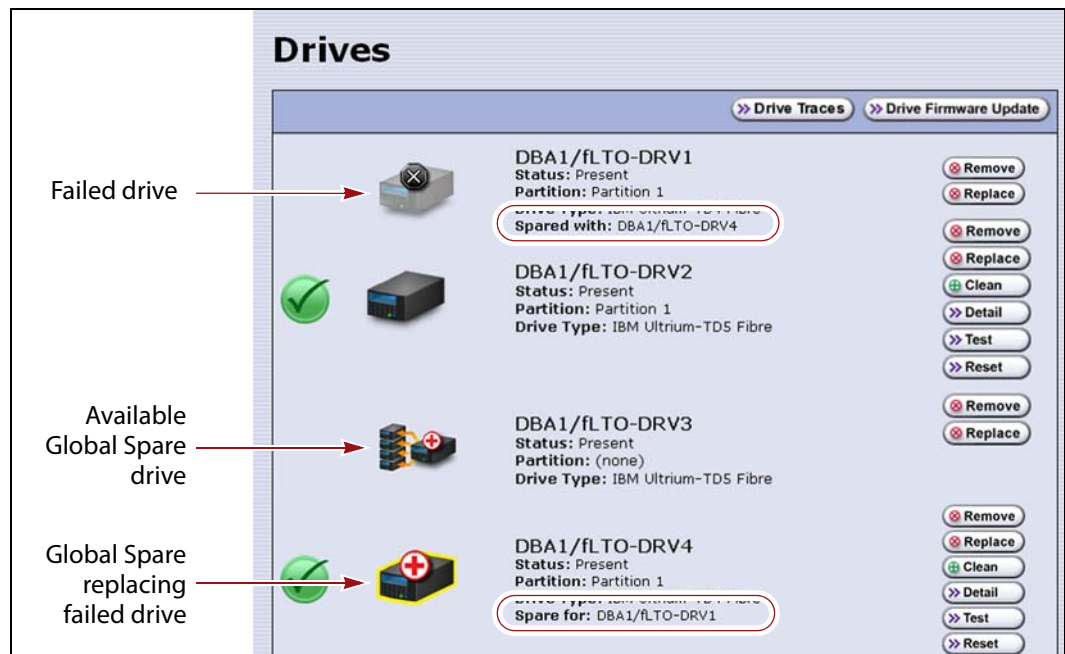 Drives
Drive Traces
Drive Firmware Update
Failed drive
DBA1/fLTO-DRV1
Status: Present
Partition: Partition 1
Spared with: DBA1/fLTO-DRV4
Remove
Replace
DBA1/fLTO-DRV2
Status: Present
Partition: Partition 1
Drive Type: IBM Ultrium-TD5 Fibre
Remove
Replace
Clean
Detail
Test
Reset
Available
Global Spare
drive
DBA1/fLTO-DRV3
Status: Present
Partition: (none)
Drive Type: IBM Ultrium-TD5 Fibre
Remove
Replace
Global Spare
replacing
failed drive
DBA1/fLTO-DRV4
Status: Present
Partition: Partition 1
Spare for: DBA1/fLTO-DRV1
Remove
Replace
Clean
Detail
Test
Reset